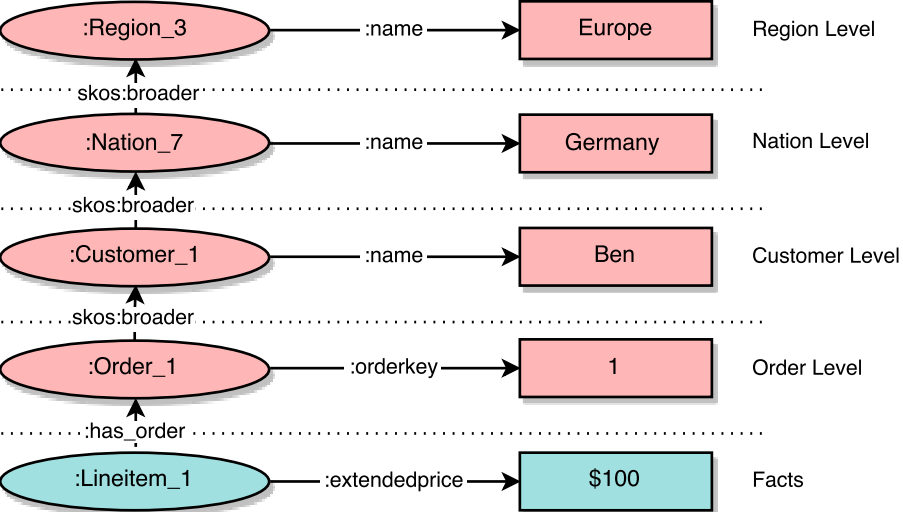 :Region_3 :name Europe Region Level
skos:broader
:Nation_7 :name Germany Nation Level
skos:broader
:Customer_1 :name Ben Customer Level
skos:broader
:Order_1 :orderkey 1 Order Level
:has_order
:Lineitem_1 :extendedprice $100 Facts